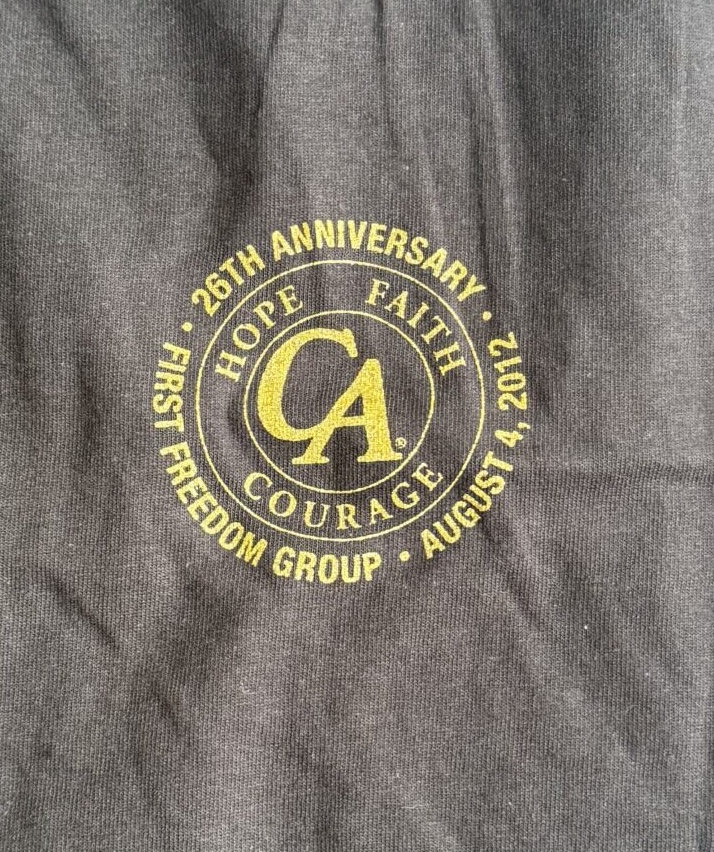 26TH ANNIVERSARY • AUGUST 4, 2012 • FIRST FREEDOM GROUP •
HOPE FAITH
COURAGE
CA®